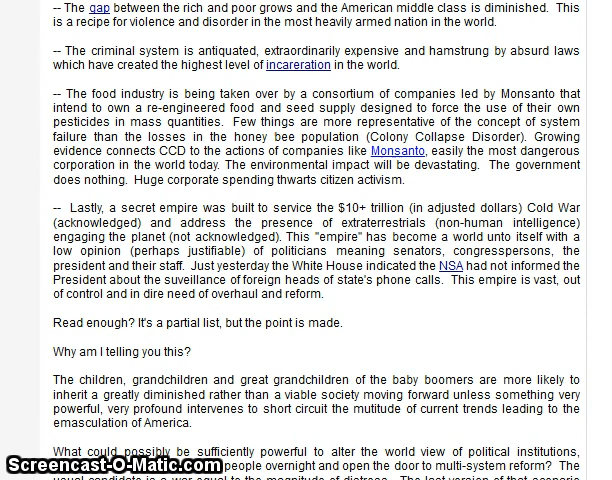 -- The gap between the rich and poor grows and the American middle class is diminished.  This
is a recipe for violence and disorder in the most heavily armed nation in the world.
-- The criminal system is antiquated, extraordinarily expensive and hamstrung by absurd laws
which have created the highest level of incareration in the world.
-- The food industry is being taken over by a consortium of companies led by Monsanto that
intend to own a re-engineered food and seed supply designed to force the use of their own
pesticides in mass quantities.  Few things are more representative of the concept of system
failure than the losses in the honey bee population (Colony Collapse Disorder). Growing
evidence connects CCD to the actions of companies like Monsanto, easily the most dangerous
corporation in the world today. The environmental impact will be devastating.  The government
does nothing.  Huge corporate spending thwarts citizen activism.
--  Lastly, a secret empire was built to service the $10+ trillion (in adjusted dollars) Cold War
(acknowledged) and address the presence of extraterrestrials (non-human intelligence)
engaging the planet (not acknowledged). This "empire" has become a world unto itself with a
low opinion (perhaps justifiable) of politicians meaning senators, congresspersons, the
president and their staff.  Just yesterday the White House indicated the NSA had not informed the
President about the suveillance of foreign heads of state's phone calls.  This empire is vast, out
of control and in dire need of overhaul and reform.
Read enough? It's a partial list, but the point is made.
Why am I telling you this?
The children, grandchildren and great grandchildren of the baby boomers are more likely to
inherit a greatly diminished rather than a viable society moving forward unless something very
powerful, very profound intervenes to short circuit the mutitude of current trends leading to the
emasculation of America.
What could possibly be sufficiently powerful to alter the world view of political institutions,
people overnight and open the door to multi-system reform?  The
usual candidate is a war equal to the magnitude of distress.  The last version of that scenario
Screencast-O-Matic.com